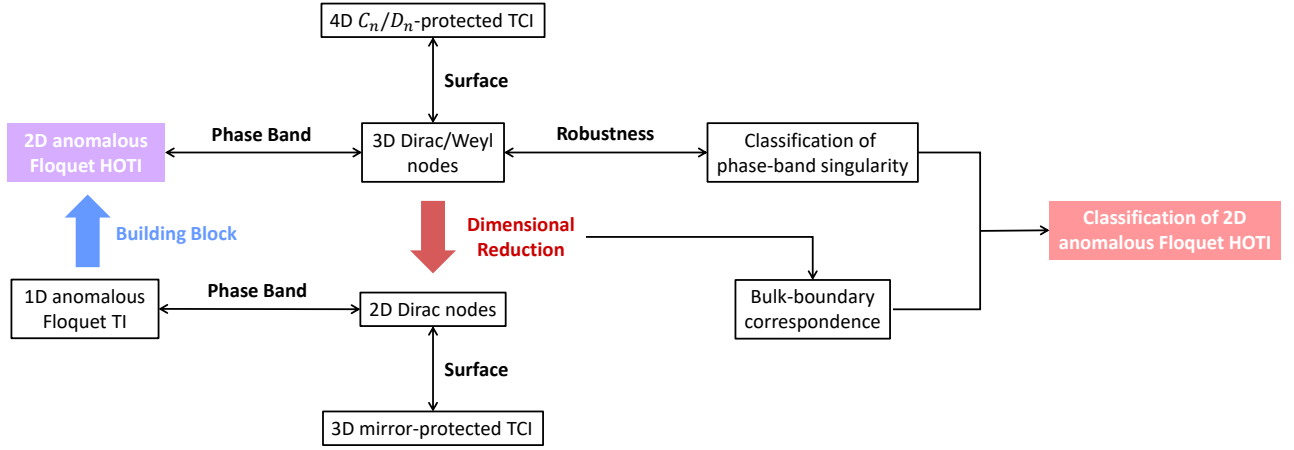 4D $C_n/D_n$-protected TCI
Surface
2D anomalous
Floquet HOTI
Phase Band
3D Dirac/Weyl
nodes
Robustness
Classification of
phase-band singularity
Building Block
Dimensional
Reduction
Classification of 2D
anomalous Floquet HOTI
1D anomalous
Floquet TI
Phase Band
2D Dirac nodes
Bulk-boundary
correspondence
Surface
3D mirror-protected TCI